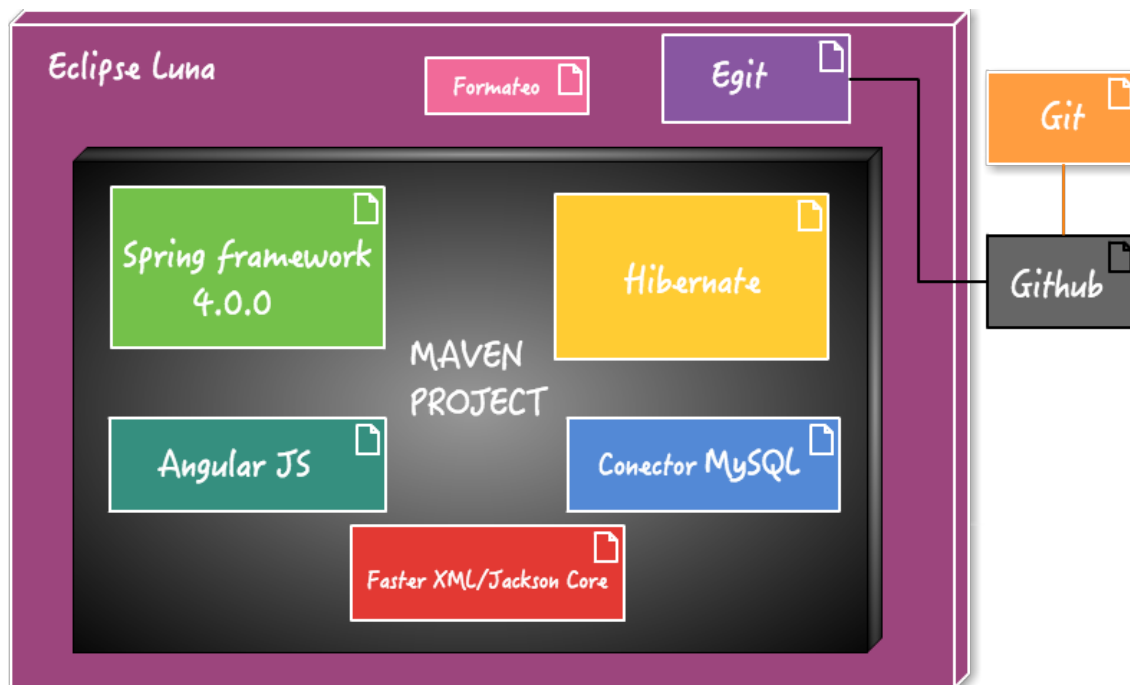 Eclipse Luna
Formateo
Egit
Git
Spring framework
4.0.0
Hibernate
Github
MAVEN
PROJECT
Angular JS
Conector MySQL
Faster XML/Jackson Core